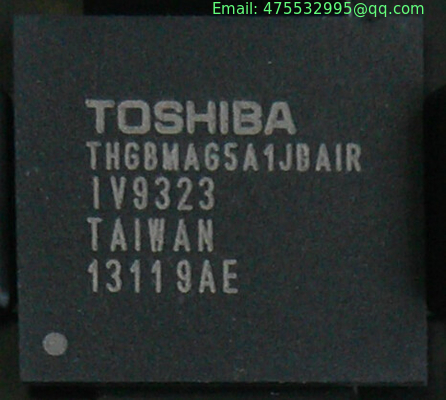 Email: 475532995@qq.com
TOSHIBA
THGBMAG5A1JBAIR
IV9323
TAIWAN
13119AE